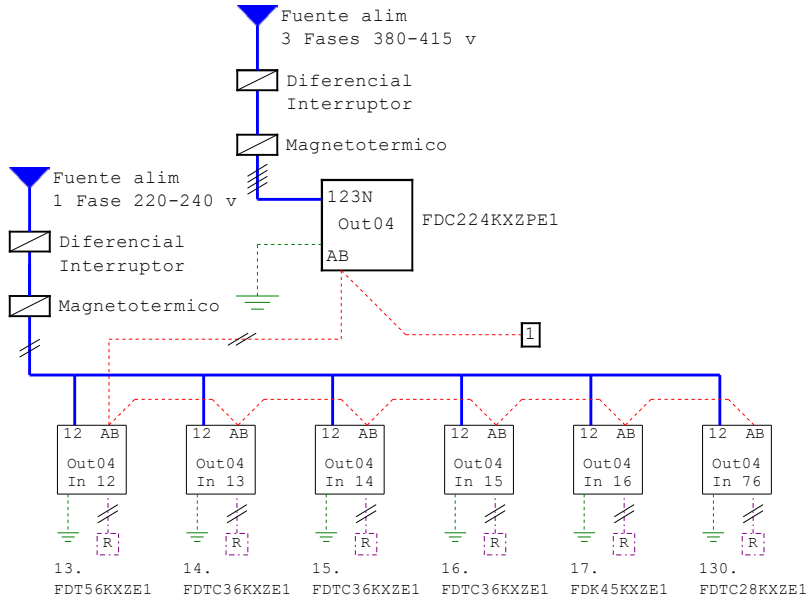 Fuente alim
3 Fases 380-415 v
Diferencial
Interruptor
Magnetotermico
Fuente alim
1 Fase 220-240 v
Diferencial
Interruptor
Magnetotermico
123N
Out04
AB
FDC224KXZPE1
1
12 AB
Out04
In 12
R
13.
FDT56KXZE1
12 AB
Out04
In 13
R
14.
FDTC36KXZE1
12 AB
Out04
In 14
R
15.
FDTC36KXZE1
12 AB
Out04
In 15
R
16.
FDTC36KXZE1
12 AB
Out04
In 16
R
17.
FDK45KXZE1
12 AB
Out04
In 76
R
130.
FDTC28KXZE1